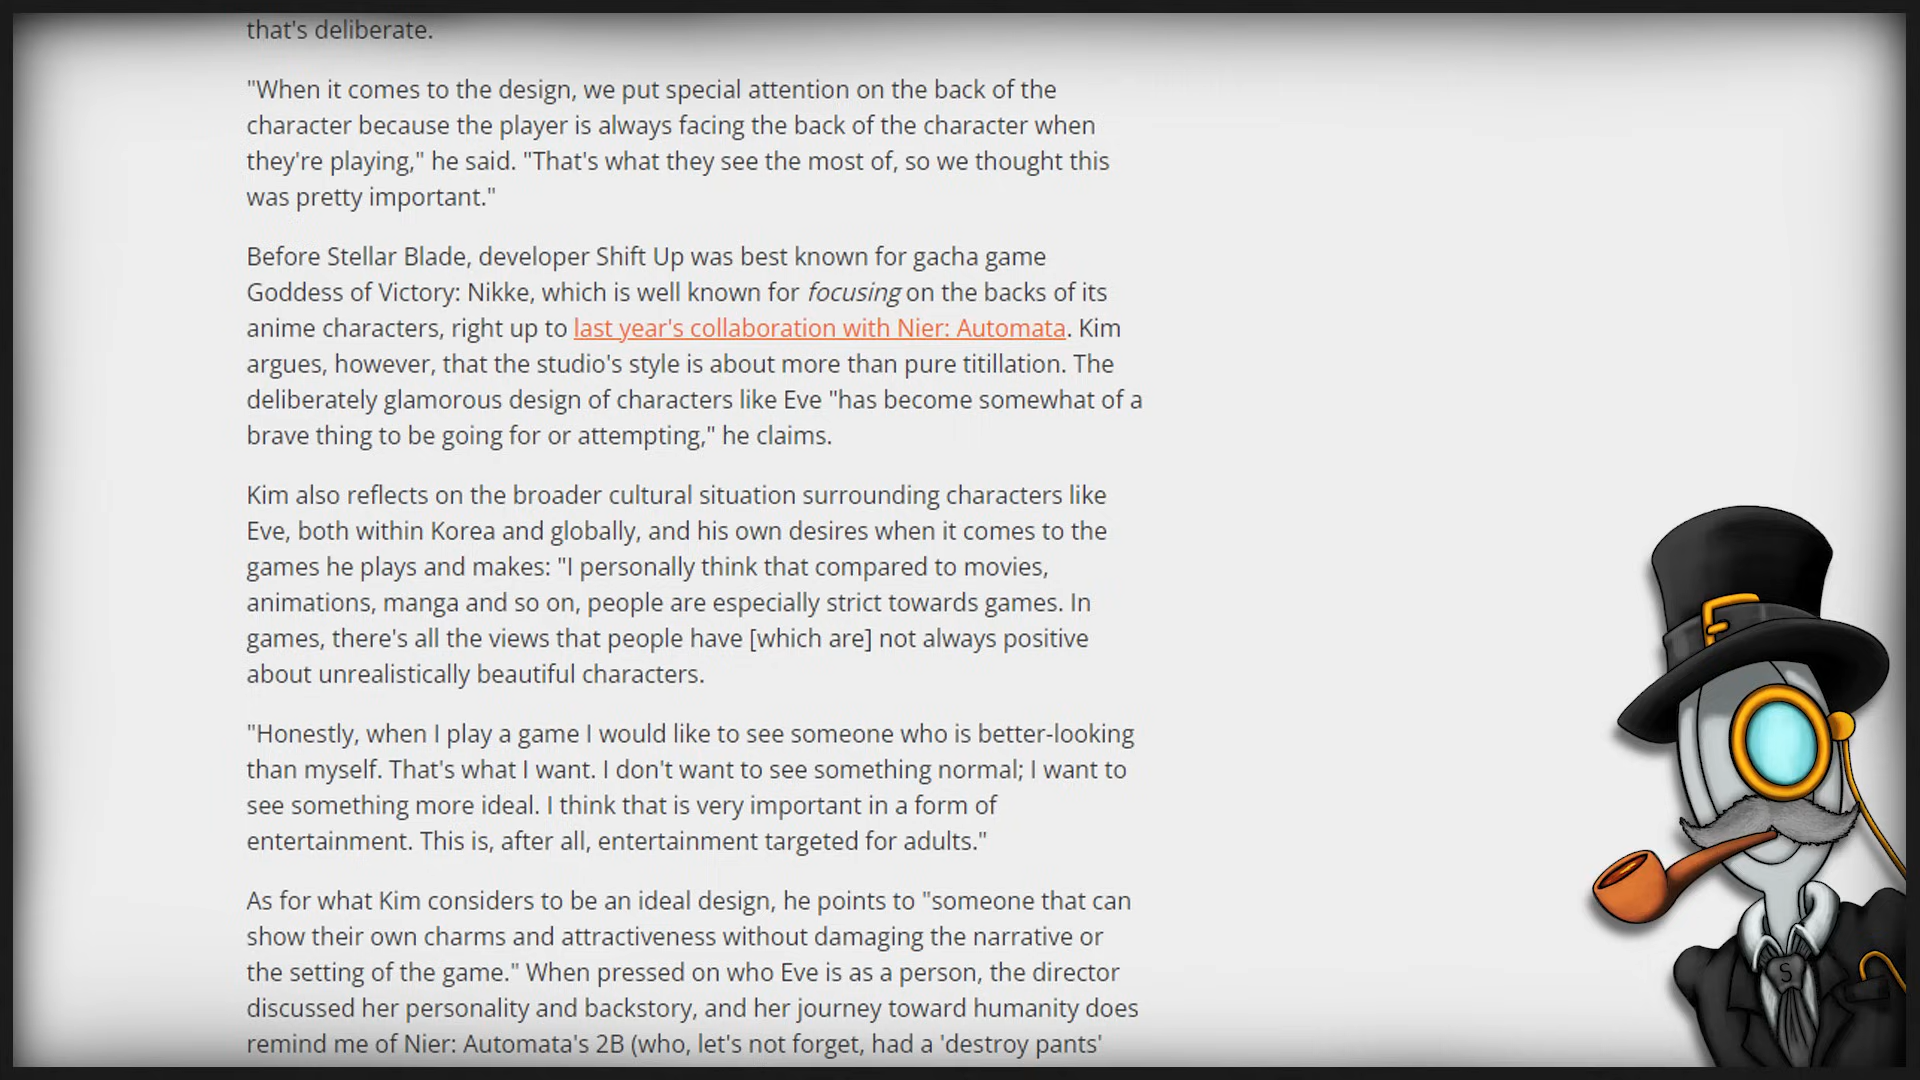 that's deliberate.
"When it comes to the design, we put special attention on the back of the
character because the player is always facing the back of the character when
they're playing," he said. "That's what they see the most of, so we thought this
was pretty important."
Before Stellar Blade, developer Shift Up was best known for gacha game
Goddess of Victory: Nikke, which is well known for focusing on the backs of its
anime characters, right up to last year's collaboration with Nier: Automata. Kim
argues, however, that the studio's style is about more than pure titillation. The
deliberately glamorous design of characters like Eve "has become somewhat of a
brave thing to be going for or attempting," he claims.
Kim also reflects on the broader cultural situation surrounding characters like
Eve, both within Korea and globally, and his own desires when it comes to the
games he plays and makes: "I personally think that compared to movies,
animations, manga and so on, people are especially strict towards games. In
games, there's all the views that people have [which are] not always positive
about unrealistically beautiful characters.
"Honestly, when I play a game I would like to see someone who is better-looking
than myself. That's what I want. I don't want to see something normal; I want to
see something more ideal. I think that is very important in a form of
entertainment. This is, after all, entertainment targeted for adults."
As for what Kim considers to be an ideal design, he points to "someone that can
show their own charms and attractiveness without damaging the narrative or
the setting of the game." When pressed on who Eve is as a person, the director
discussed her personality and backstory, and her journey toward humanity does
remind me of Nier: Automata's 2B (who, let's not forget, had a 'destroy pants'
S